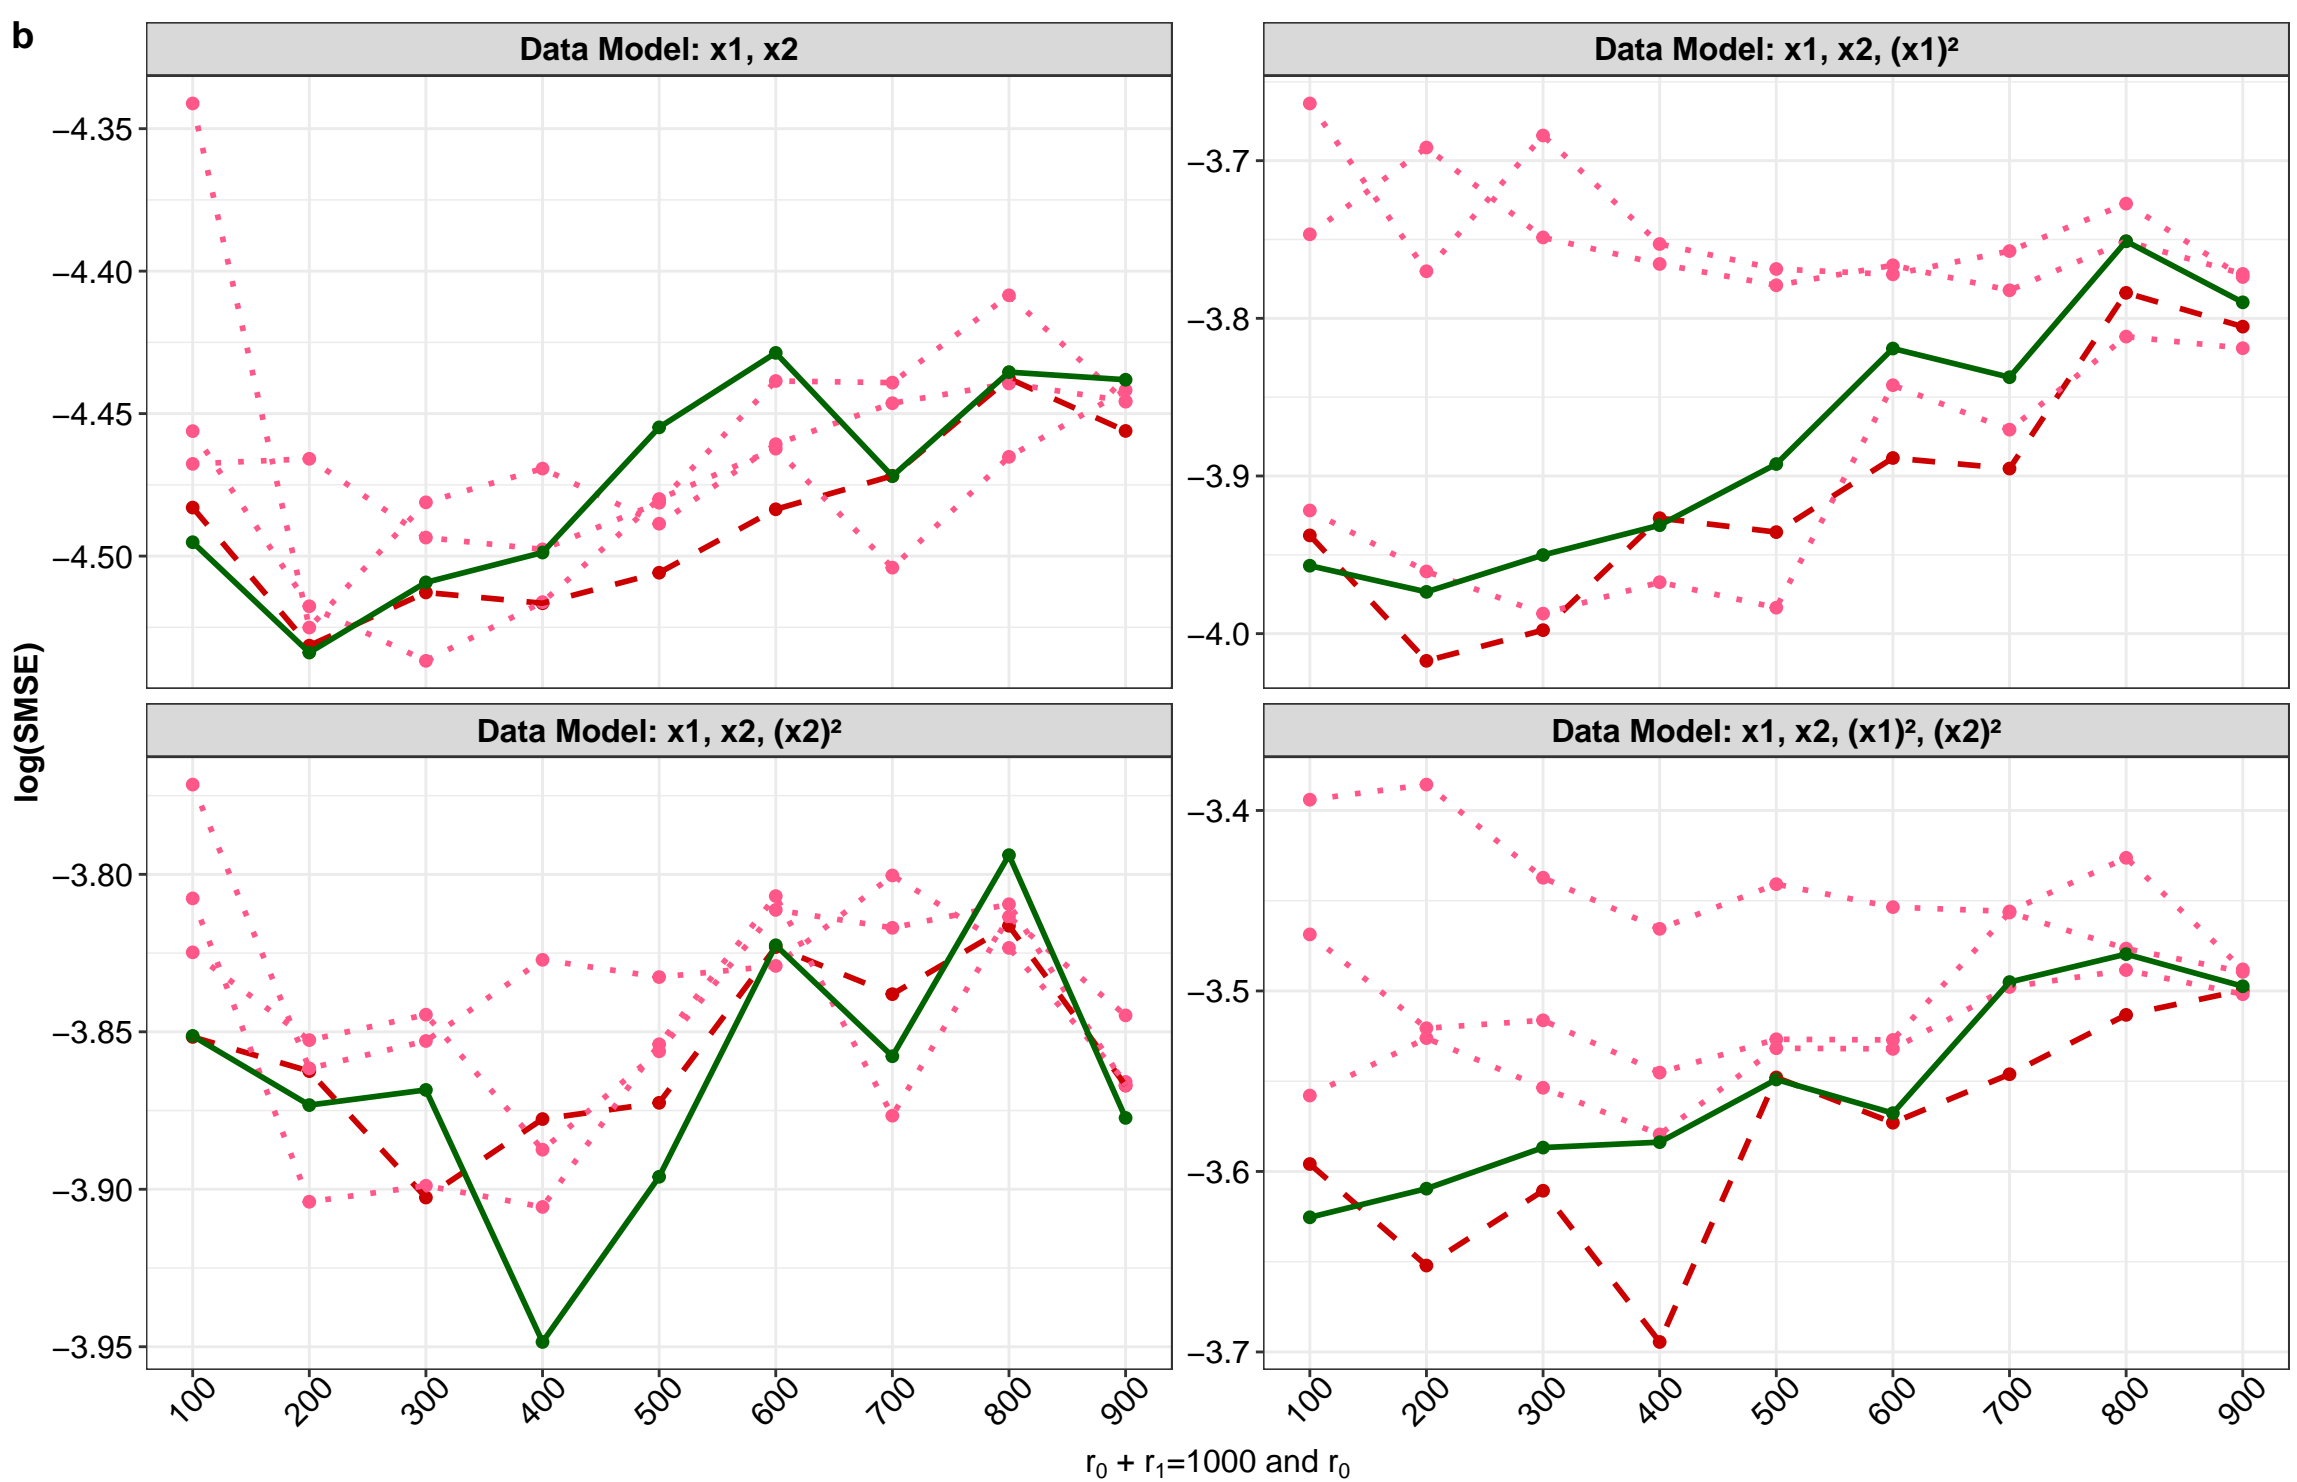 b
Data Model: x1, x2
Data Model: x1, x2, (x1)²
−4.35
−4.40
−4.45
−4.50
−3.7
−3.8
−3.9
−4.0
log(SMSE)
Data Model: x1, x2, (x2)²
Data Model: x1, x2, (x1)², (x2)²
−3.80
−3.85
−3.90
−3.95
−3.4
−3.5
−3.6
−3.7
100 200 300 400 500 600 700 800 900
100 200 300 400 500 600 700 800 900
r₀ + r₁=1000 and r₀